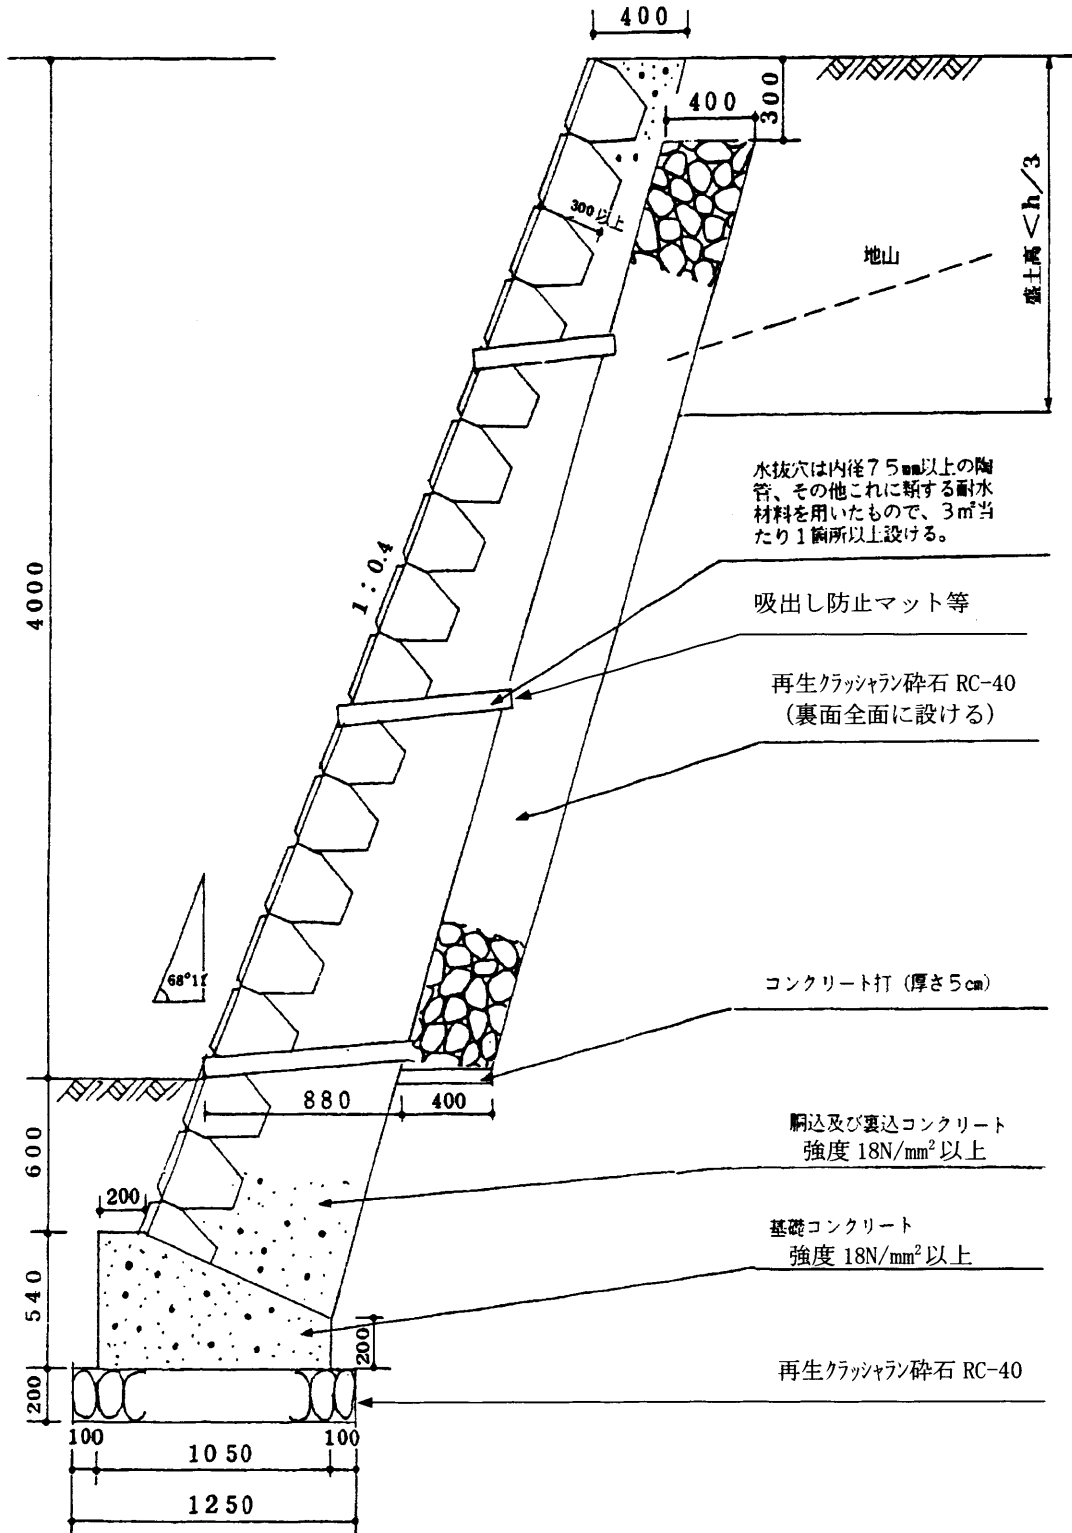 400
400
300
300以上
地山
盛土高<h/3
水抜穴は内径75mm以上の陶
管、その他これに類する耐水
材料を用いたもので、3㎡当
たり1箇所以上設ける。
1:0.4
4000
吸出し防止マット等
再生クラッシャラン砕石 RC-40
(裏面全面に設ける)
コンクリート打(厚さ5cm)
880
400
600
胴込及び裏込コンクリート
強度 18N/mm²以上
200
基礎コンクリート
強度 18N/mm²以上
540
200
再生クラッシャラン砕石 RC-40
200
100
1050
100
1250